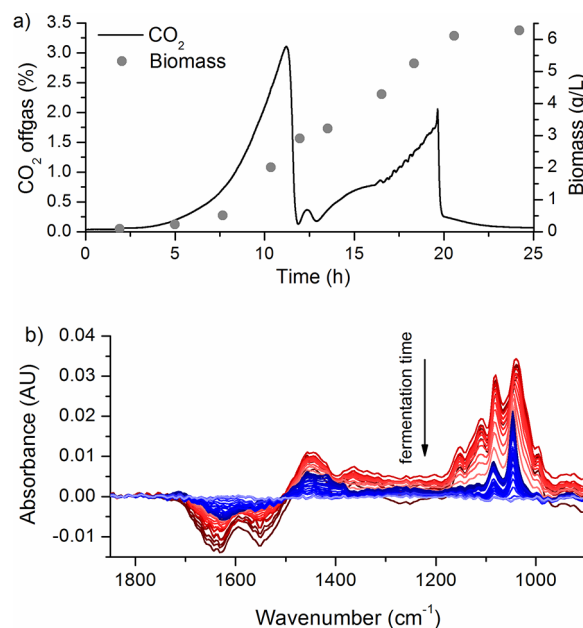 a)
CO2
Biomass
3.5
3.0
2.5
2.0
1.5
1.0
0.5
0.0
CO2 offgas (%)
6
5
4
3
2
1
0
Biomass (g/L)
0 5 10 15 20 25
Time (h)
b)
0.04
0.03
0.02
0.01
0.00
-0.01
Absorbance (AU)
fermentation time
1800 1600 1400 1200 1000
Wavenumber (cm-1)